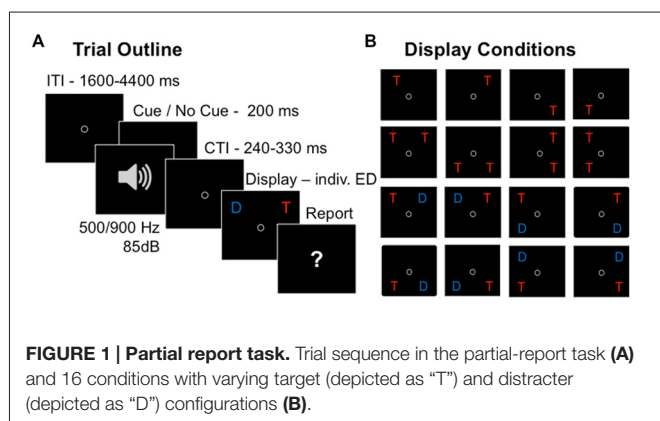 A Trial Outline
ITI - 1600-4400 ms
Cue / No Cue - 200 ms
CTI - 240-330 ms
Display – indiv. ED
D T
Report
?
500/900 Hz
85dB
B Display Conditions
T T T T
T T T T T T T T
T D D T T D T D
T D D T D T D T
FIGURE 1 | Partial report task. Trial sequence in the partial-report task (A)
and 16 conditions with varying target (depicted as “T”) and distracter
(depicted as “D”) configurations (B).